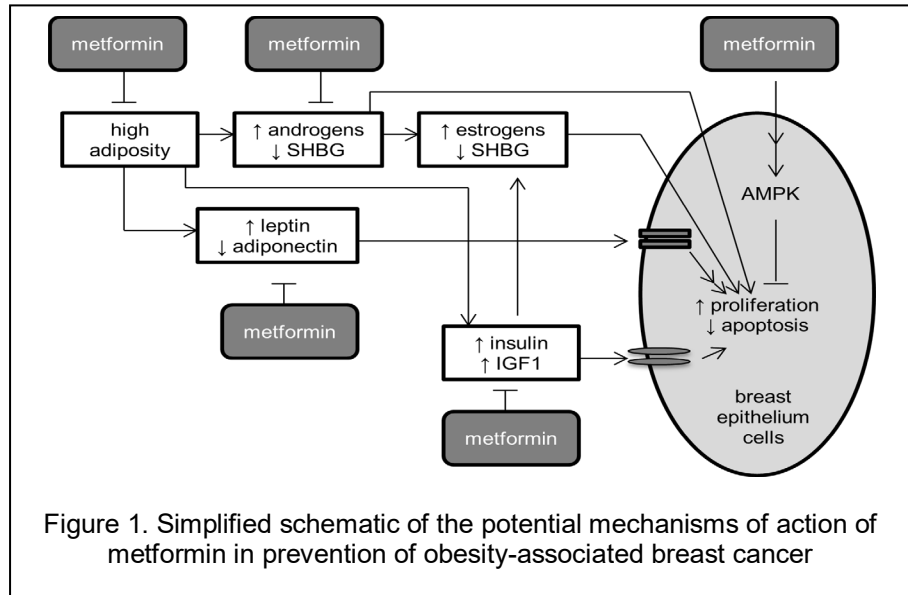 metformin
metformin
metformin
high
adiposity
↑ androgens
↓ SHBG
↑ estrogens
↓ SHBG
AMPK
↑ leptin
↓ adiponectin
metformin
↑ proliferation
↓ apoptosis
↑ insulin
↑ IGF1
metformin
breast
epithelium
cells
Figure 1. Simplified schematic of the potential mechanisms of action of
metformin in prevention of obesity-associated breast cancer